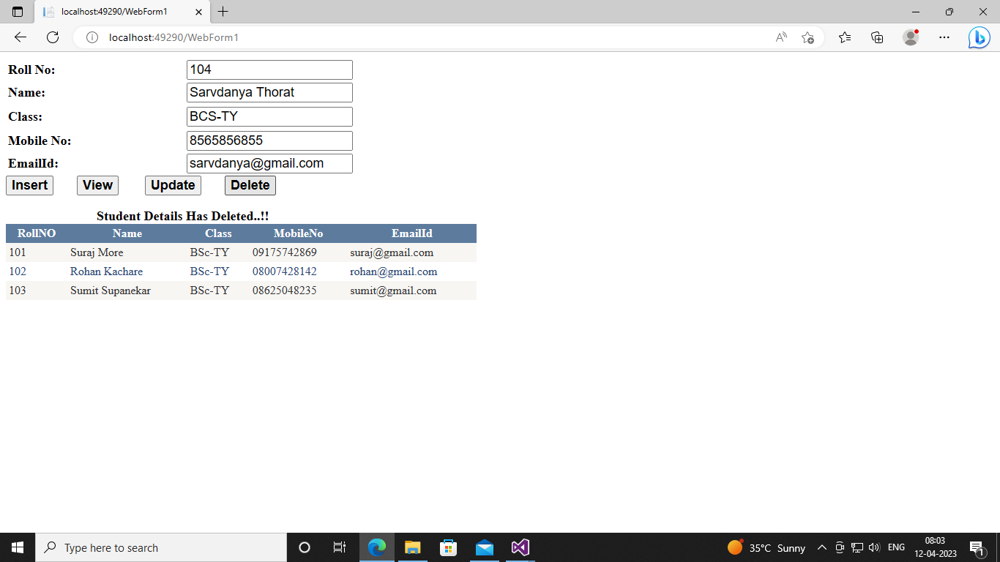 localhost:49290/WebForm1
localhost:49290/WebForm1
Roll No: 104
Name: Sarvdanya Thorat
Class: BCS-TY
Mobile No: 8565856855
EmailId: sarvdanya@gmail.com
Insert View Update Delete
Student Details Has Deleted..!!
RollNO Name Class MobileNo EmailId
101 Suraj More BSc-TY 09175742869 suraj@gmail.com
102 Rohan Kachare BSc-TY 08007428142 rohan@gmail.com
103 Sumit Supanekar BSc-TY 08625048235 sumit@gmail.com
Type here to search
35°C Sunny
ENG
08:03
12-04-2023
1